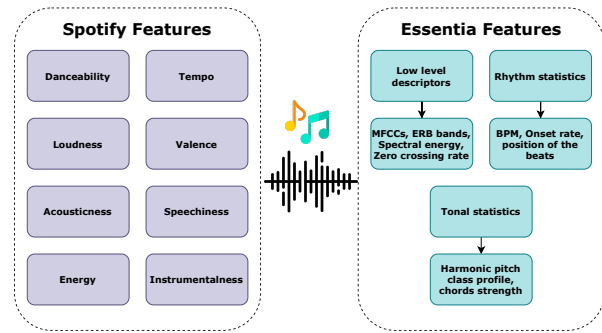 Spotify Features
Danceability
Tempo
Loudness
Valence
Acousticness
Speechiness
Energy
Instrumentalness
Essentia Features
Low level
descriptors
Rhythm statistics
MFCCs, ERB bands,
Spectral energy,
Zero crossing rate
BPM, Onset rate,
position of the
beats
Tonal statistics
Harmonic pitch
class profile,
chords strength